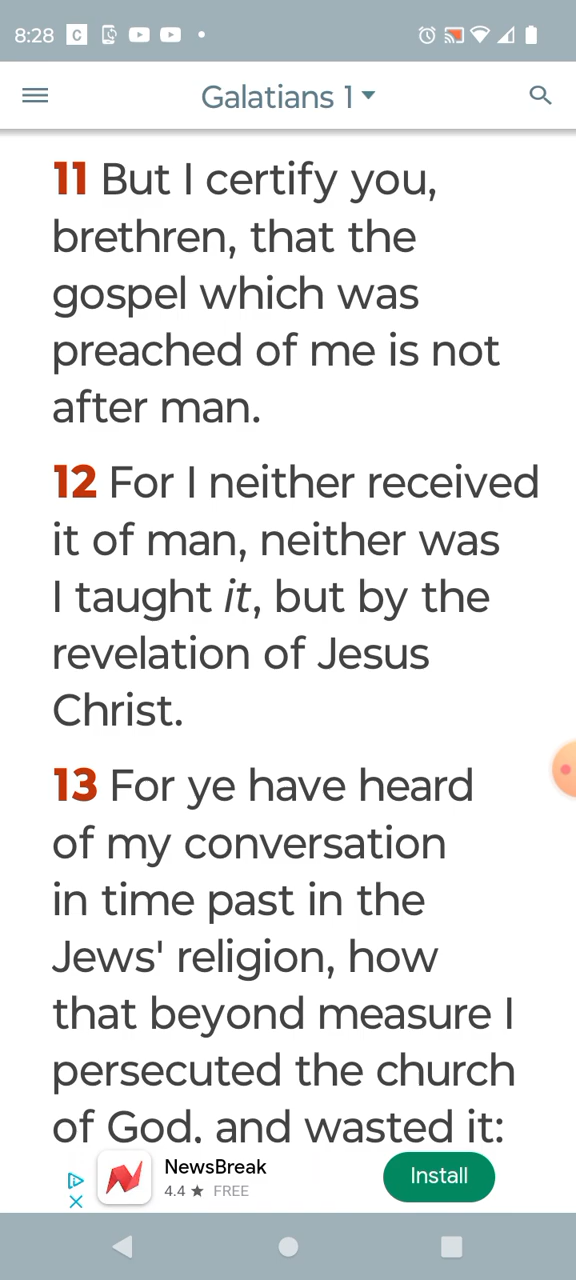 8:28
Galatians 1
11 But I certify you,
brethren, that the
gospel which was
preached of me is not
after man.
12 For I neither received
it of man, neither was
I taught it, but by the
revelation of Jesus
Christ.
13 For ye have heard
of my conversation
in time past in the
Jews' religion, how
that beyond measure I
persecuted the church
of God, and wasted it:
NewsBreak
4.4 ★ FREE
Install